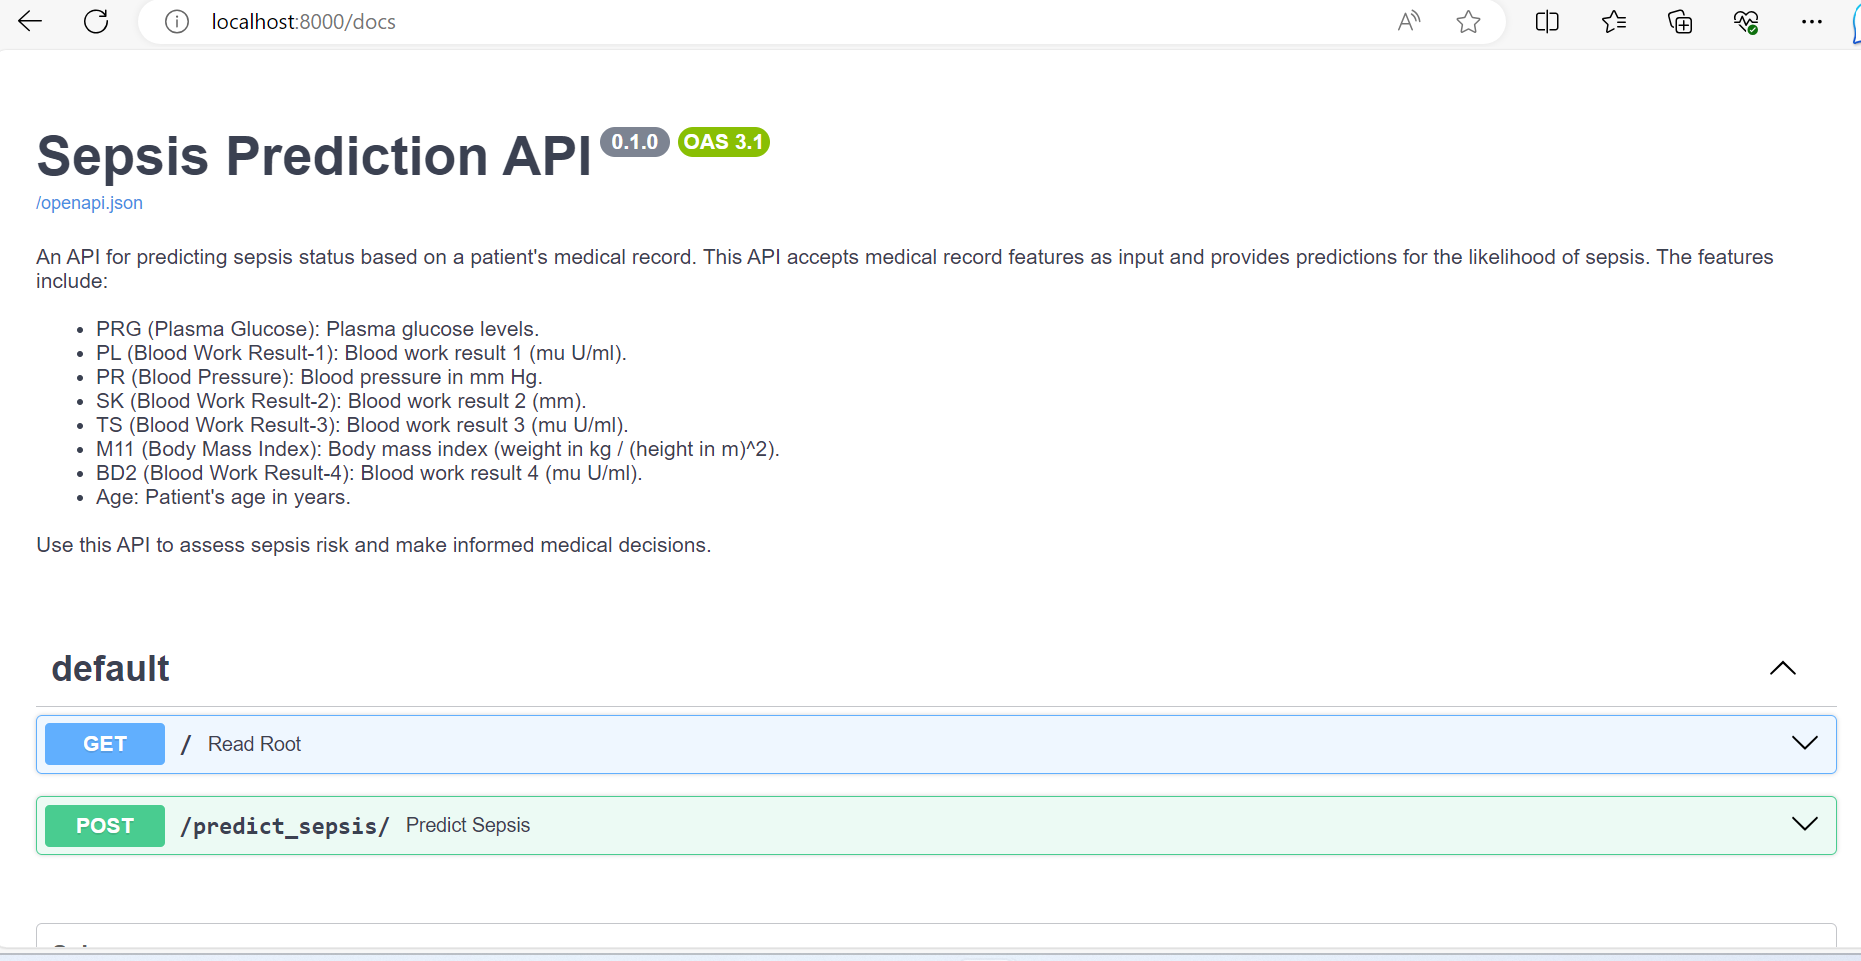 localhost:8000/docs
Sepsis Prediction API 0.1.0 OAS 3.1
/openapi.json
An API for predicting sepsis status based on a patient's medical record. This API accepts medical record features as input and provides predictions for the likelihood of sepsis. The features
include:
PRG (Plasma Glucose): Plasma glucose levels.
PL (Blood Work Result-1): Blood work result 1 (mu U/ml).
PR (Blood Pressure): Blood pressure in mm Hg.
SK (Blood Work Result-2): Blood work result 2 (mm).
TS (Blood Work Result-3): Blood work result 3 (mu U/ml).
M11 (Body Mass Index): Body mass index (weight in kg / (height in m)^2).
BD2 (Blood Work Result-4): Blood work result 4 (mu U/ml).
Age: Patient's age in years.
Use this API to assess sepsis risk and make informed medical decisions.
default
GET / Read Root
POST /predict_sepsis/ Predict Sepsis